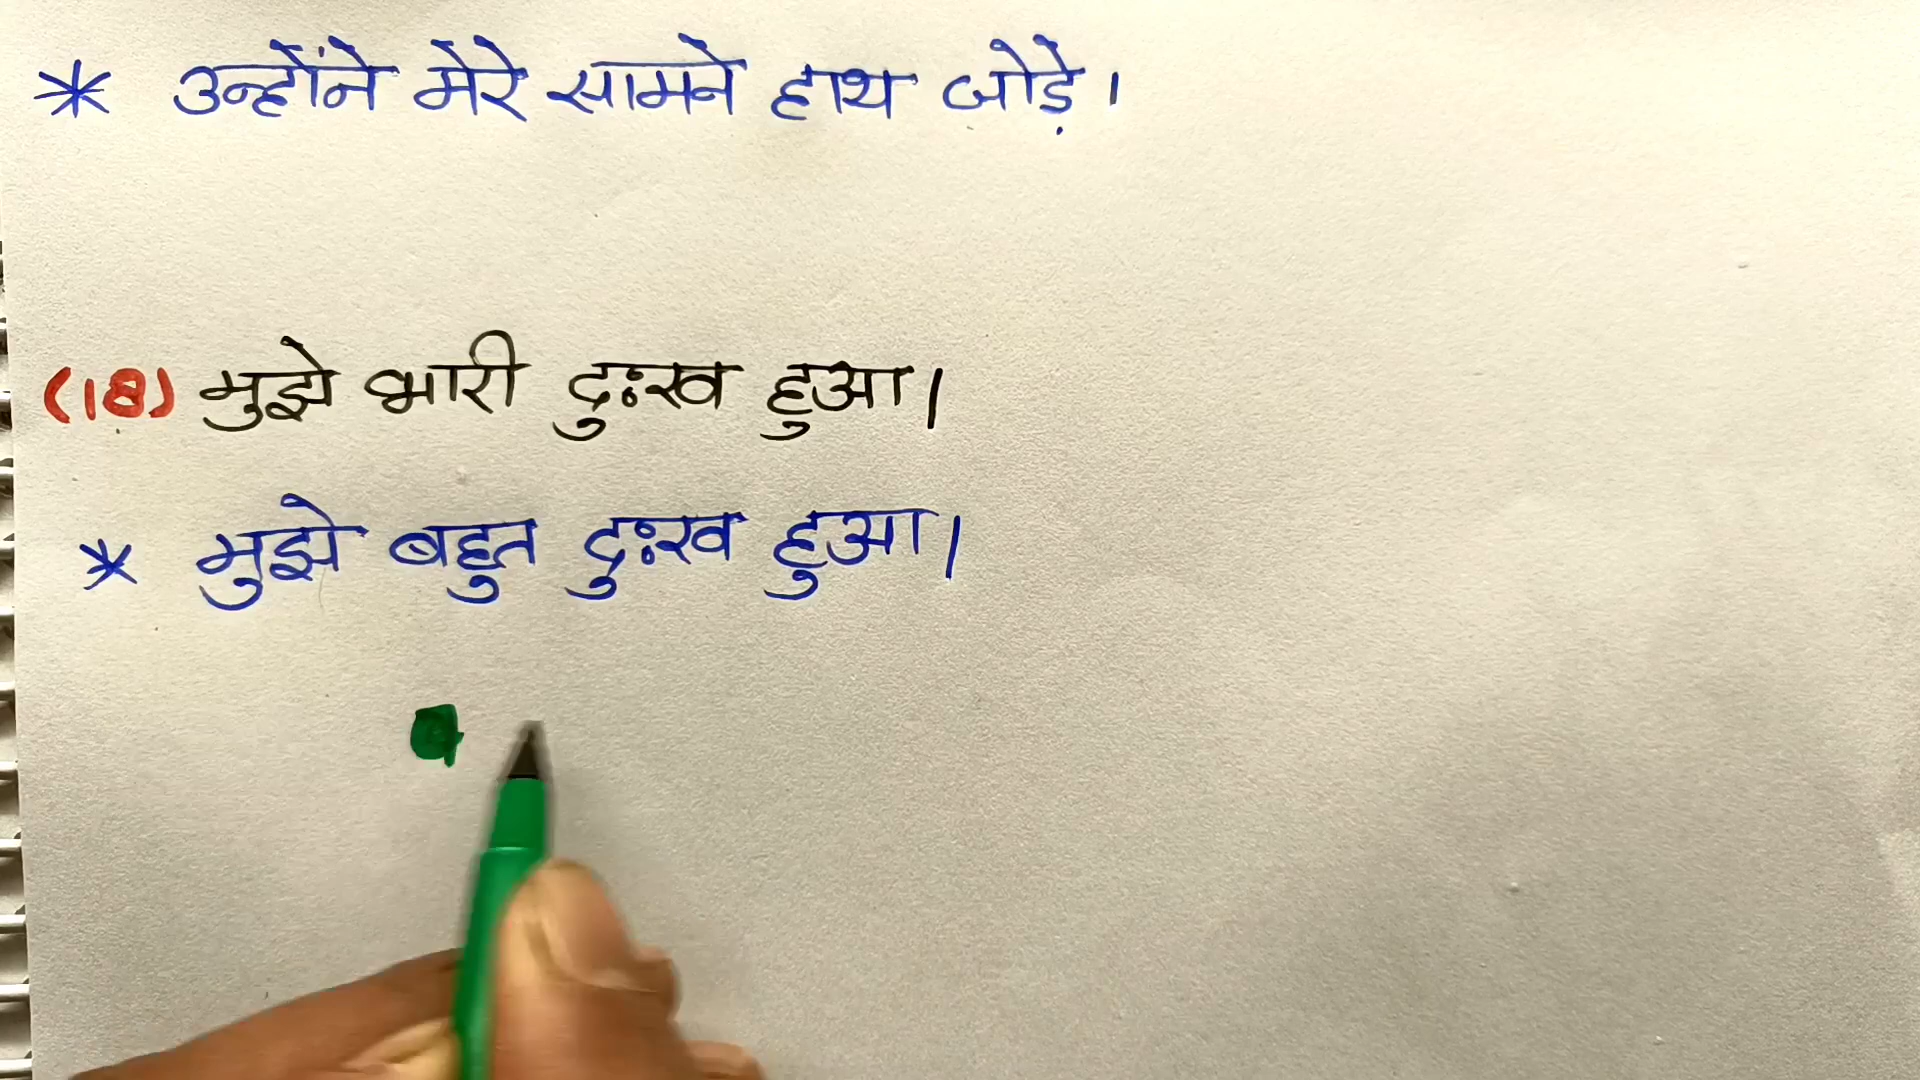 * उन्होंने मेरे सामने हाथ जोड़े।
(18) मुझे भारी दुःख हुआ।
* मुझे बहुत दुःख हुआ।